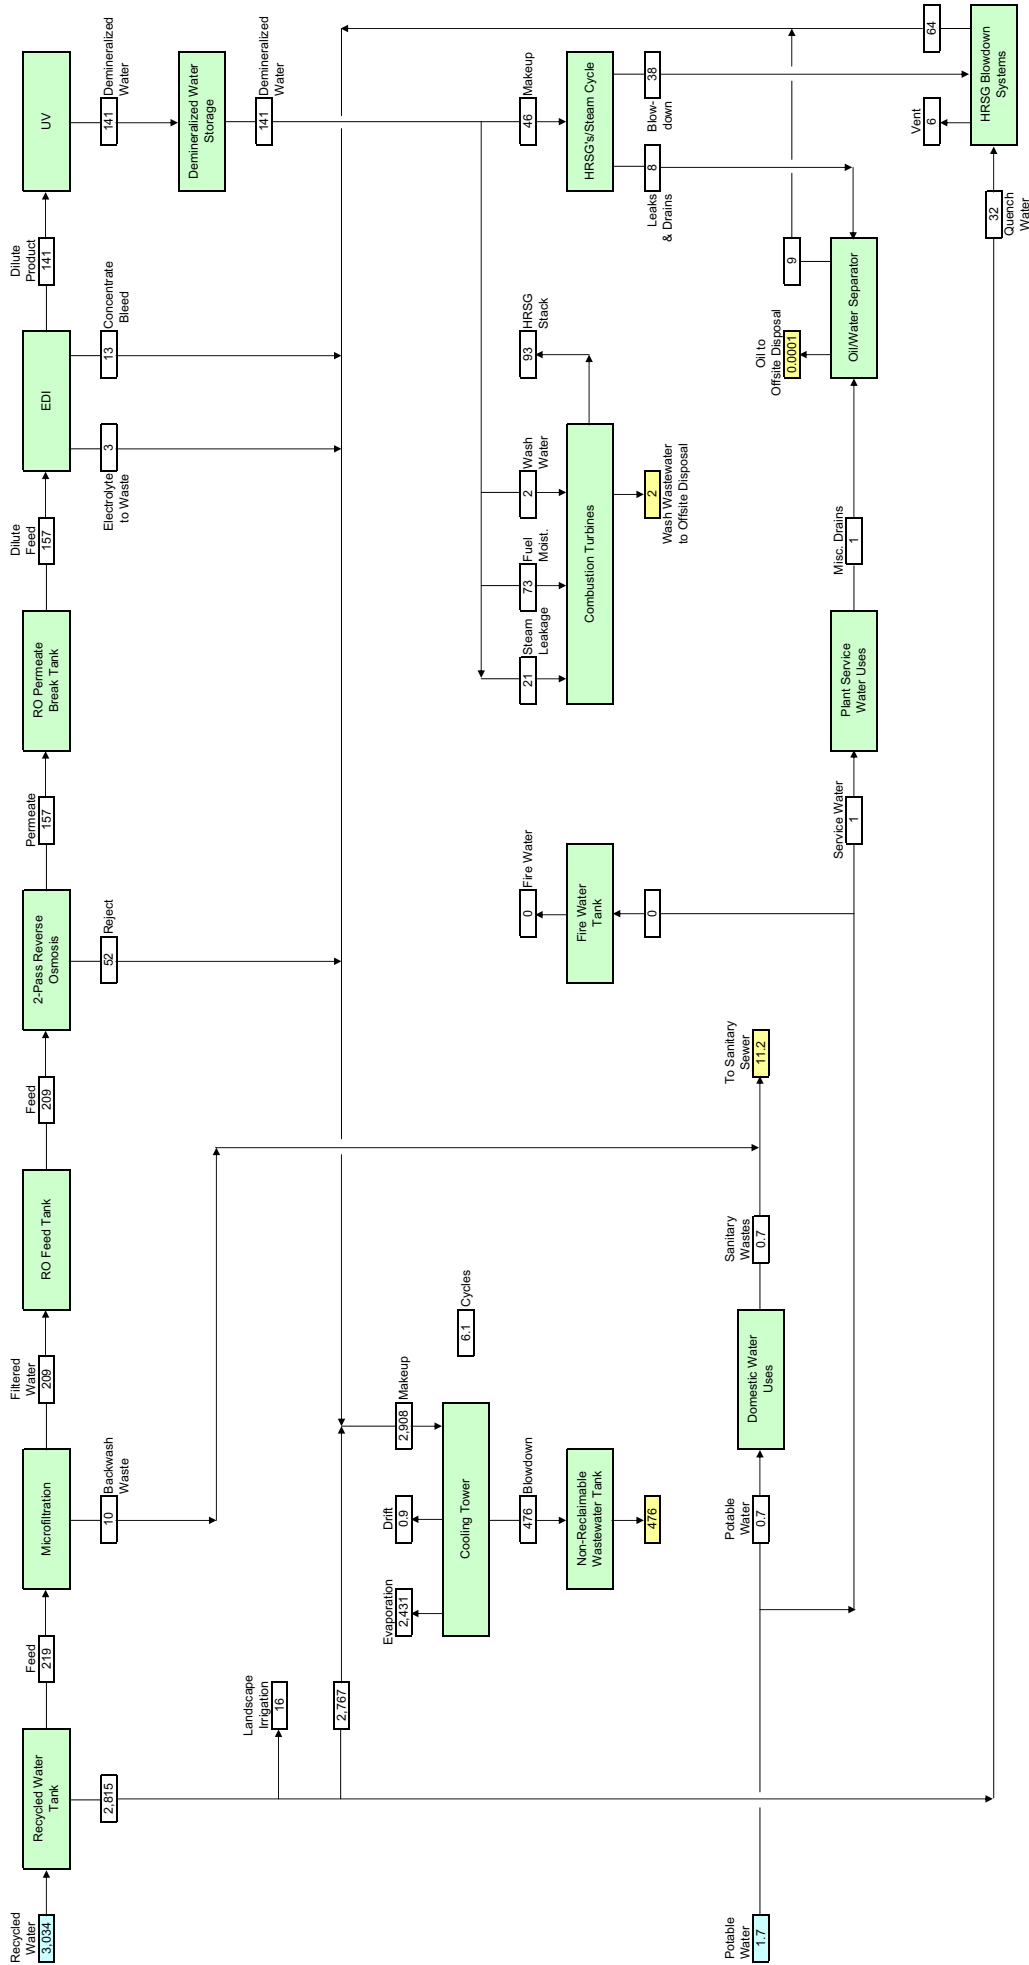 Recycled
Water
3,034
Recycled Water
Tank
Feed
219
Microfiltration
Filtered
Water
209
RO Feed Tank
Feed
209
2-Pass Reverse
Osmosis
Permeate
157
RO Permeate
Break Tank
Dilute
Feed
157
EDI
Dilute
Product
141
UV
2,815
10
Backwash
Waste
52
Reject
3
Electrolyte
to Waste
13
Concentrate
Bleed
141
Demineralized
Water
Demineralized Water
Storage
141
Demineralized
Water
Landscape
Irrigation
16
2,767
Evaporation
2,431
Drift
0.9
2,908
Makeup
Cooling Tower
6.1
Cycles
476
Blowdown
Non-Reclaimable
Wastewater Tank
476
0
Fire Water
Fire Water
Tank
0
21
Steam
Leakage
73
Fuel
Moist.
2
Wash
Water
93
HRSG
Stack
Combustion Turbines
2
Wash Wastewater
to Offsite Disposal
46
Makeup
HRSG's/Steam Cycle
8
Leaks
& Drains
38
Blow-
down
Potable
Water
1.7
Potable
Water
0.7
Domestic Water
Uses
Sanitary
Wastes
0.7
To Sanitary
Sewer
11.2
Oil to
Offsite Disposal
0.0001
9
Service Water
1
Plant Service
Water Uses
Misc. Drains
1
Oil/Water Separator
Vent
6
64
32
Quench
Water
HRSG Blowdown
Systems